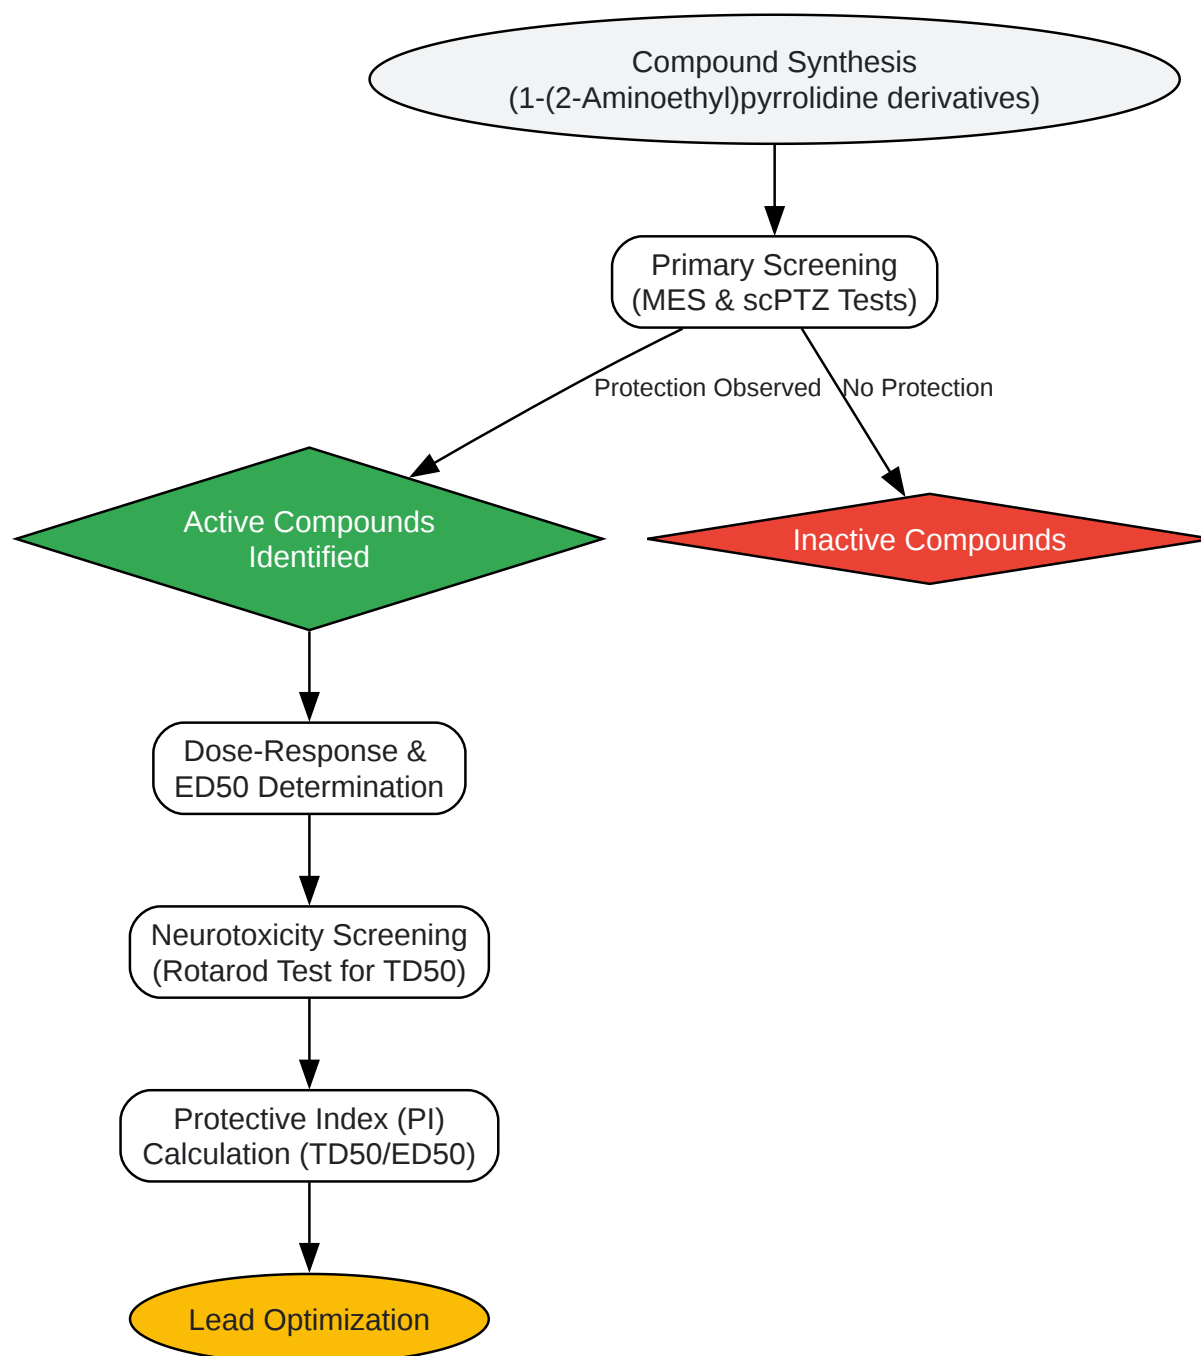 Compound Synthesis
(1-(2-Aminoethyl)pyrrolidine derivatives)
Primary Screening
(MES & scPTZ Tests)
Protection Observed
No Protection
Active Compounds
Identified
Inactive Compounds
Dose-Response &
ED50 Determination
Neurotoxicity Screening
(Rotarod Test for TD50)
Protective Index (PI)
Calculation (TD50/ED50)
Lead Optimization